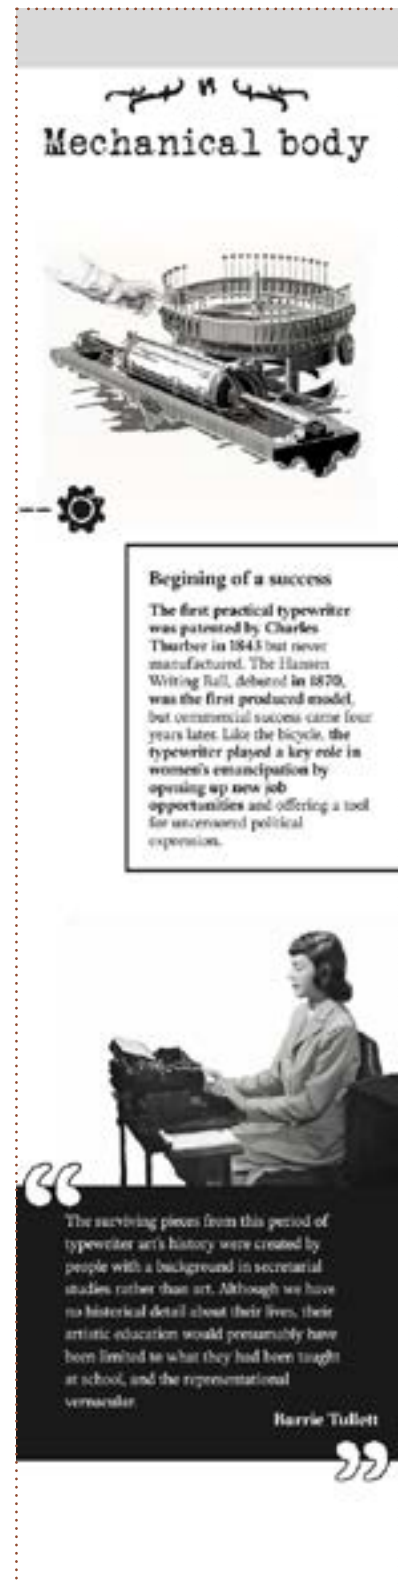 Mechanical body
Begining of a success
The first practical typewriter
was patented by Charles
Thurber in 1843 but never
manufactured. The Hansen
Writing Ball, debuted in 1870,
was the first produced model,
but commercial success came four
years later. Like the bicycle, the
typewriter played a key role in
women's emancipation by
opening up new job
opportunities and offering a tool
for uncensored political
expression.
“
The surviving pieces from this period of
typewriter art's history were created by
people with a background in secretarial
studies rather than art. Although we have
no historical detail about their lives, their
artistic education would presumably have
been limited to what they had been taught
at school, and the representational
vernacular.
Barrie Tullett
”